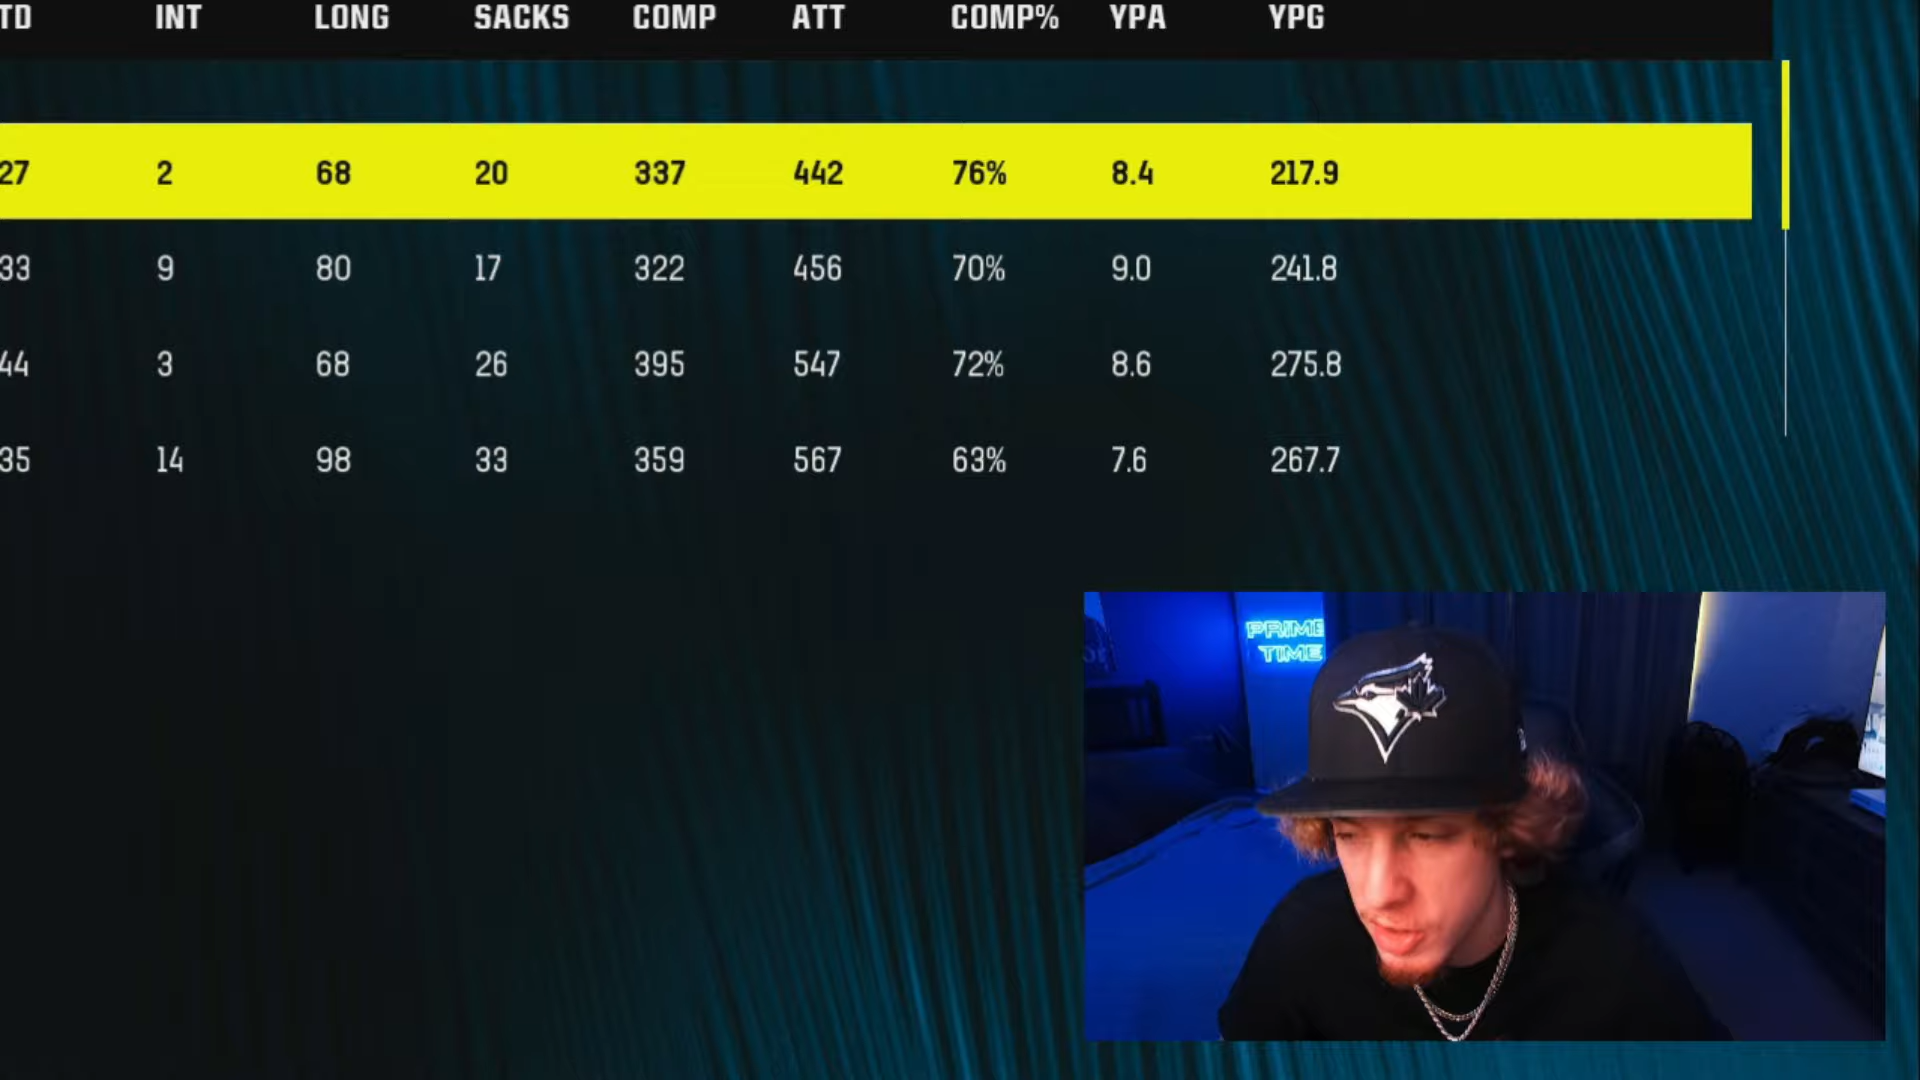 TD INT LONG SACKS COMP ATT COMP% YPA YPG
27 2 68 20 337 442 76% 8.4 217.9
33 9 80 17 322 456 70% 9.0 241.8
44 3 68 26 395 547 72% 8.6 275.8
35 14 98 33 359 567 63% 7.6 267.7
PRIME
TIME